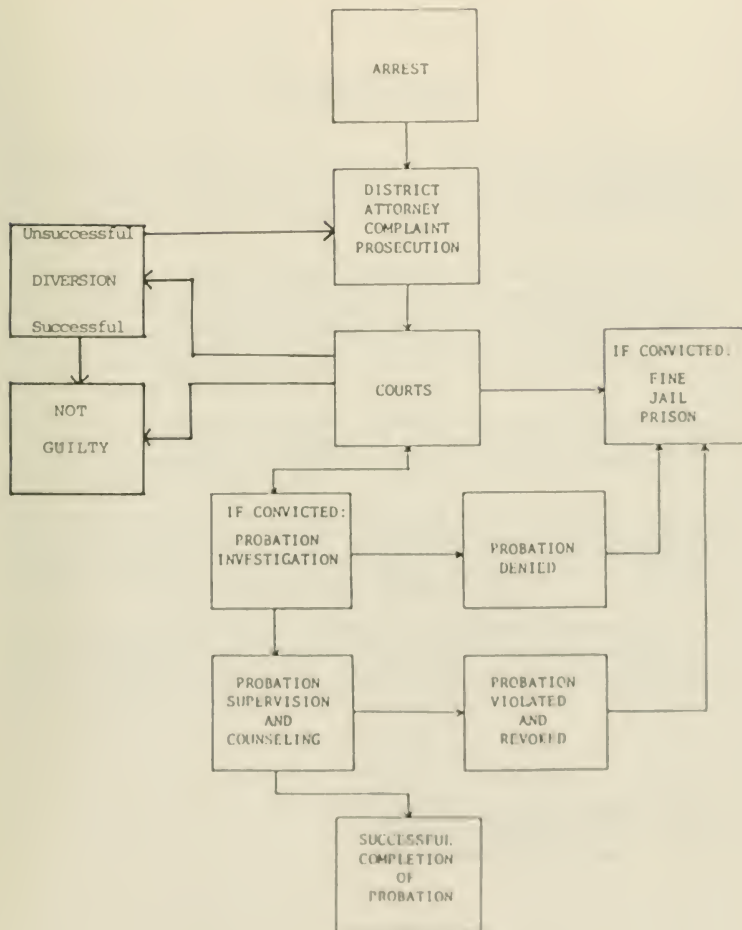 ARREST
DISTRICT
ATTORNEY
COMPLAINT
PROSECUTION
Unsuccessful
DIVERSION
Successful
NOT
GUILTY
COURTS
IF CONVICTED:
FINE
JAIL
PRISON
IF CONVICTED:
PROBATION
INVESTIGATION
PROBATION
DENIED
PROBATION
SUPERVISION
AND
COUNSELING
PROBATION
VIOLATED
AND
REVOKED
SUCCESSFUL
COMPLETION
OF
PROBATION